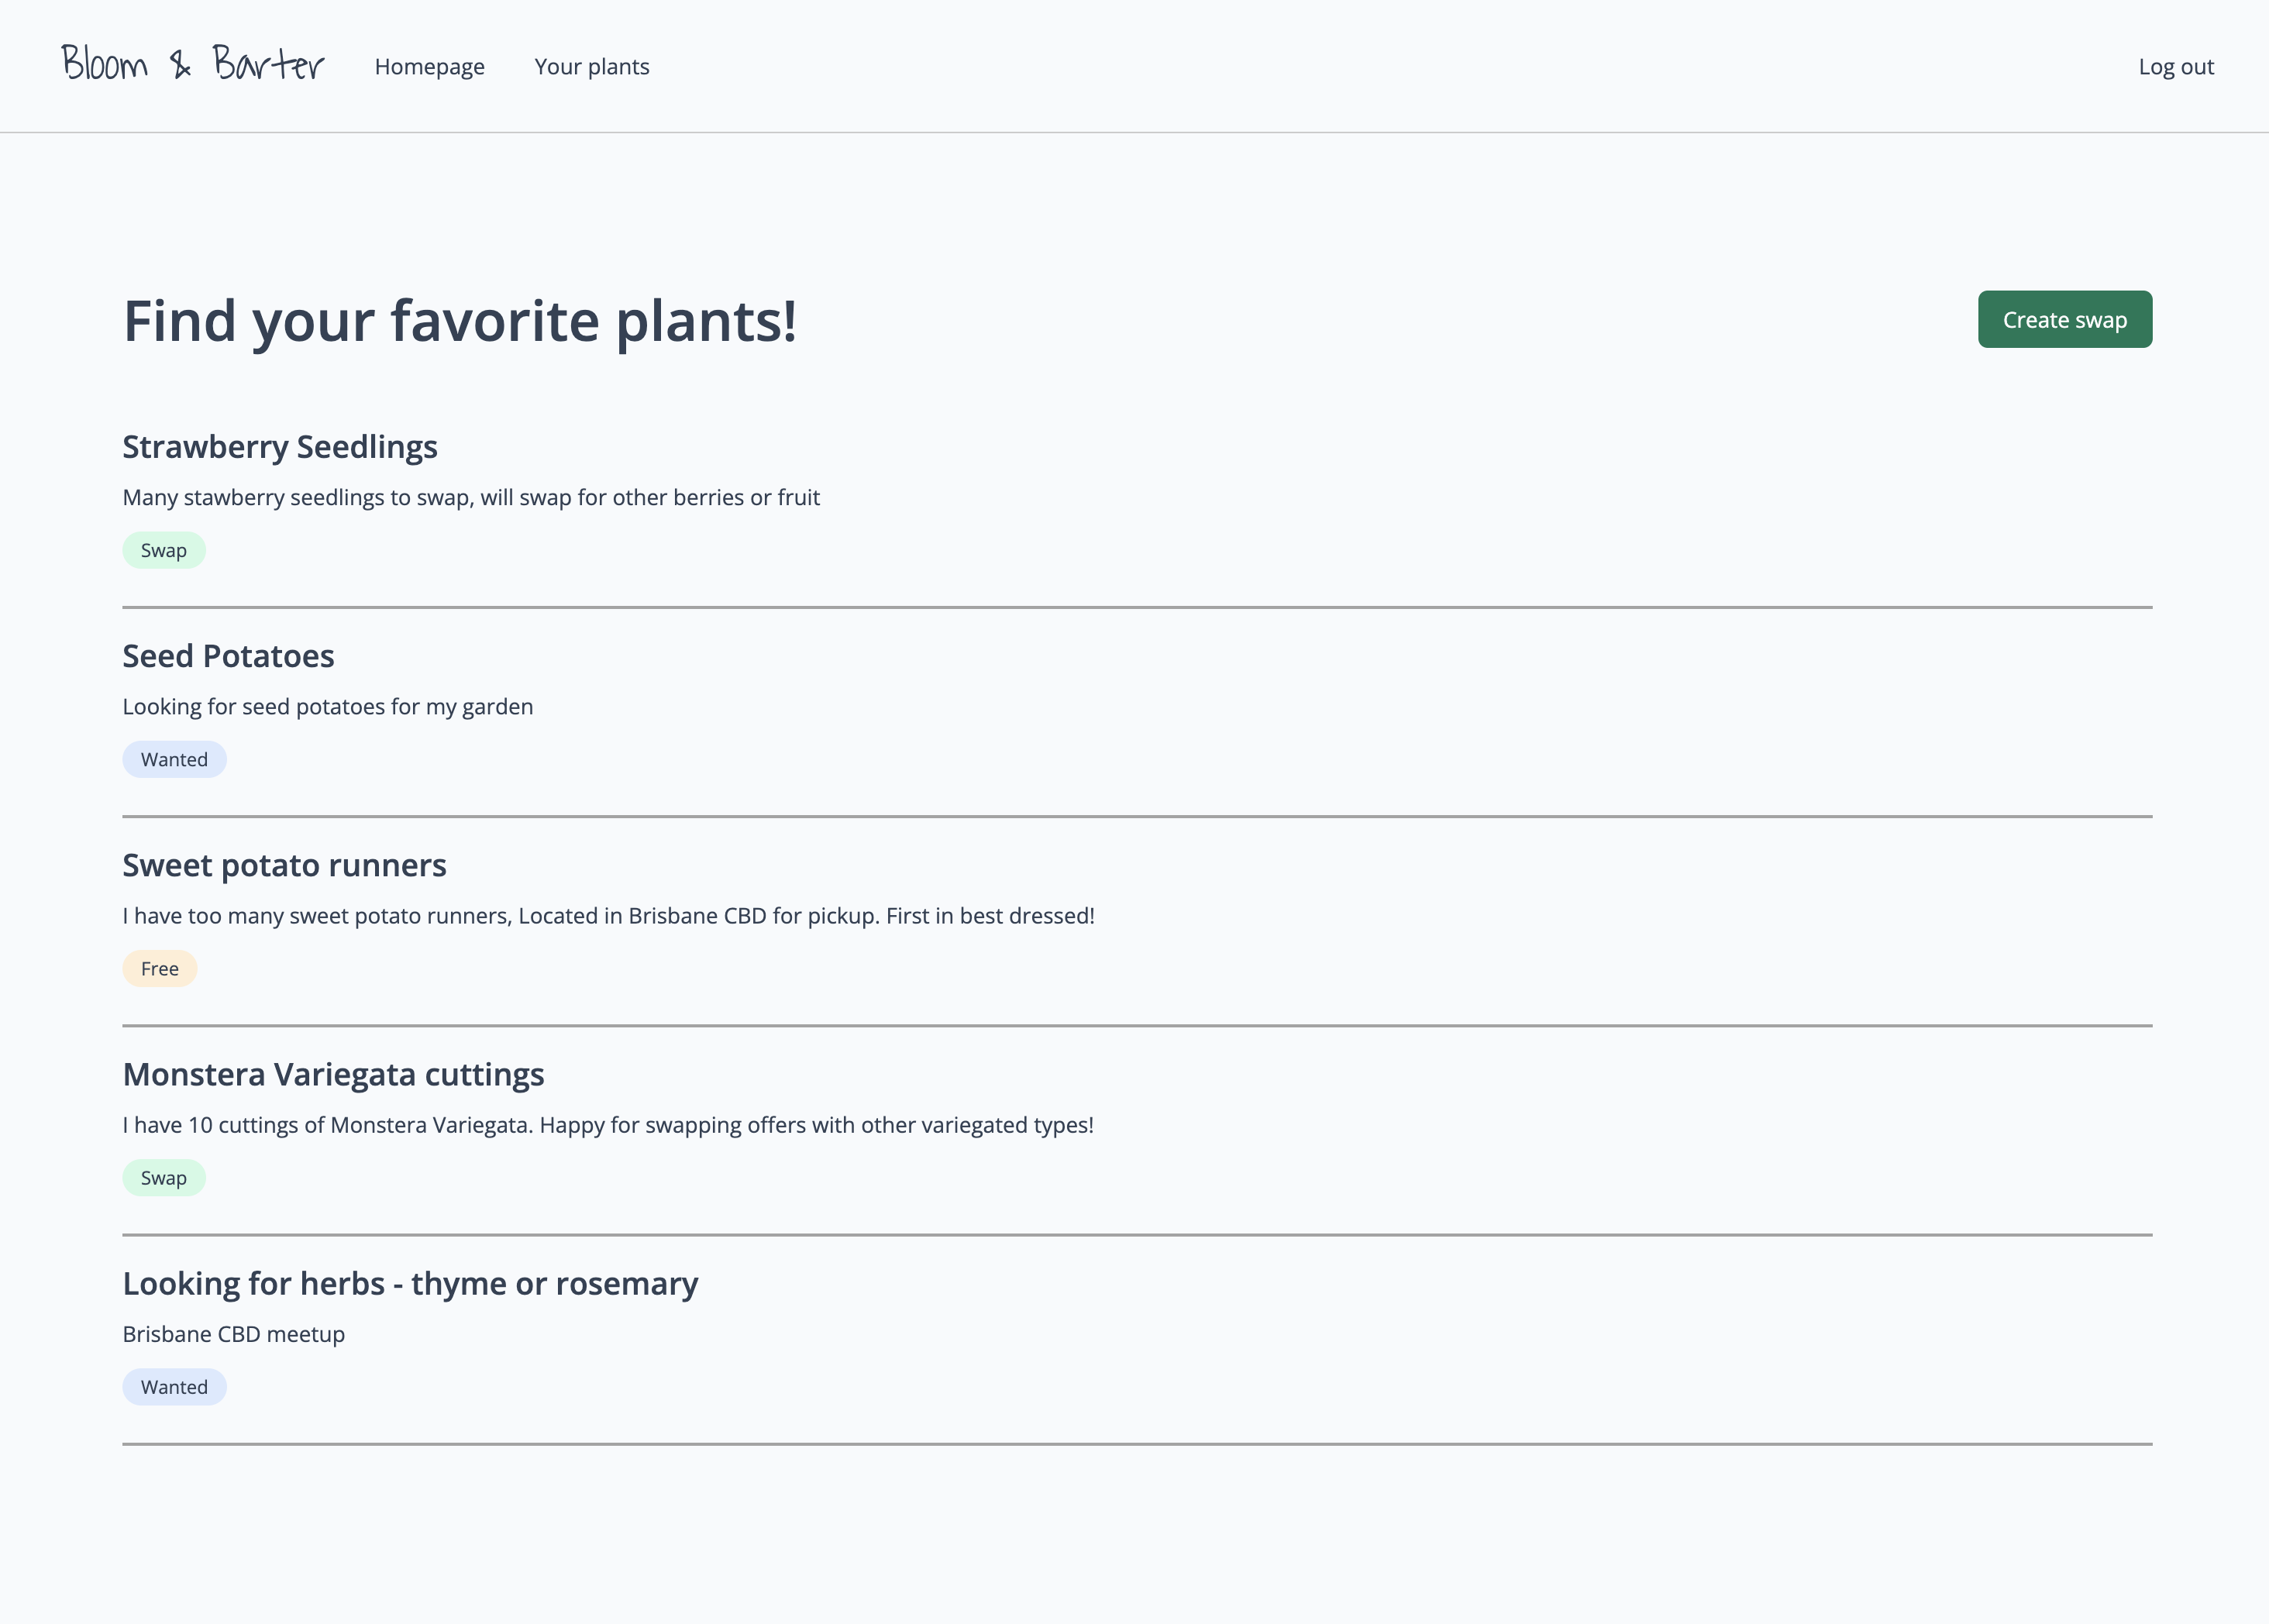 Bloom & Barter Homepage Your plants Log out
Find your favorite plants! Create swap
Strawberry Seedlings
Many stawberry seedlings to swap, will swap for other berries or fruit
Swap
Seed Potatoes
Looking for seed potatoes for my garden
Wanted
Sweet potato runners
I have too many sweet potato runners, Located in Brisbane CBD for pickup. First in best dressed!
Free
Monstera Variegata cuttings
I have 10 cuttings of Monstera Variegata. Happy for swapping offers with other variegated types!
Swap
Looking for herbs - thyme or rosemary
Brisbane CBD meetup
Wanted